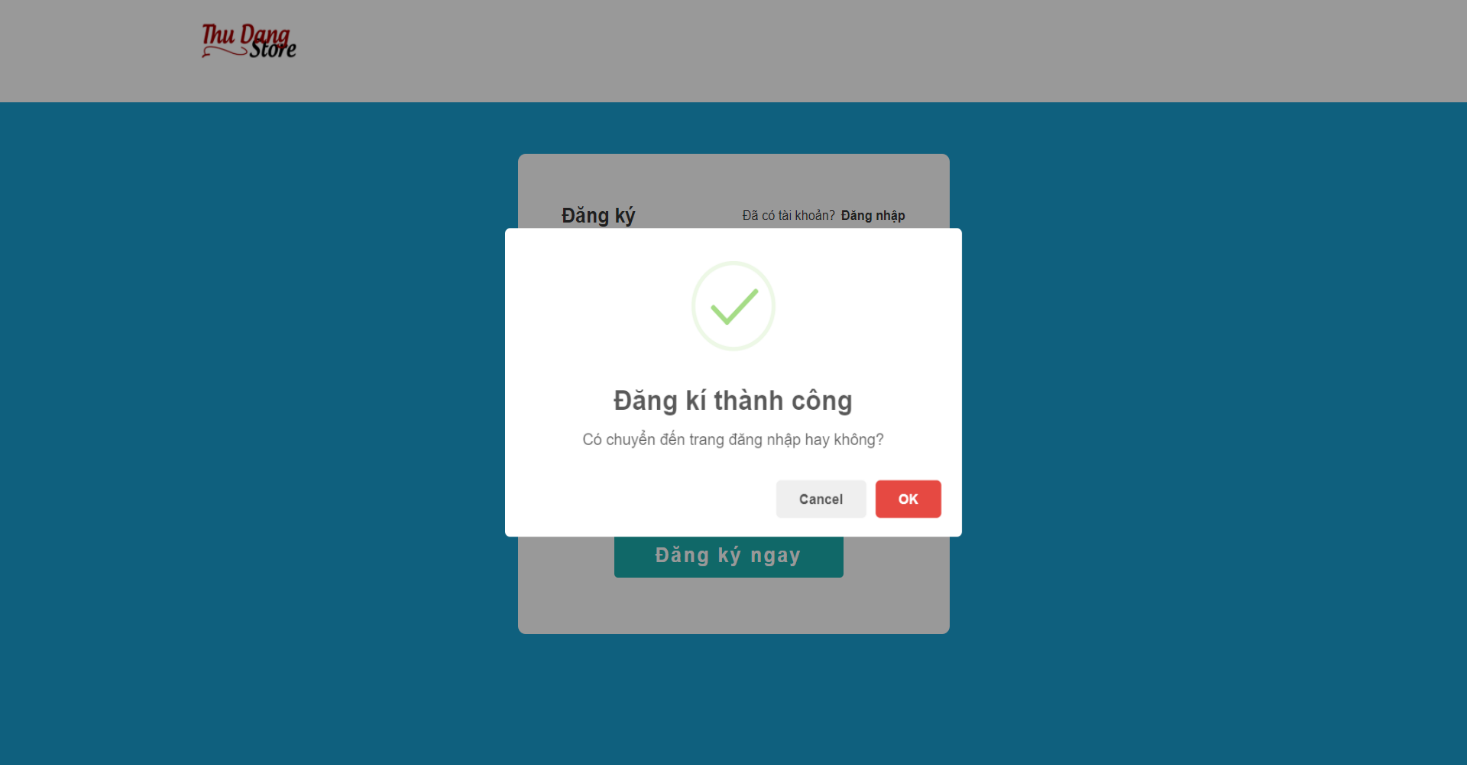 Thu Dang
Store
Đăng ký
Đã có tài khoản? Đăng nhập
Đăng kí thành công
Có chuyển đến trang đăng nhập hay không?
Cancel
OK
Đăng ký ngay